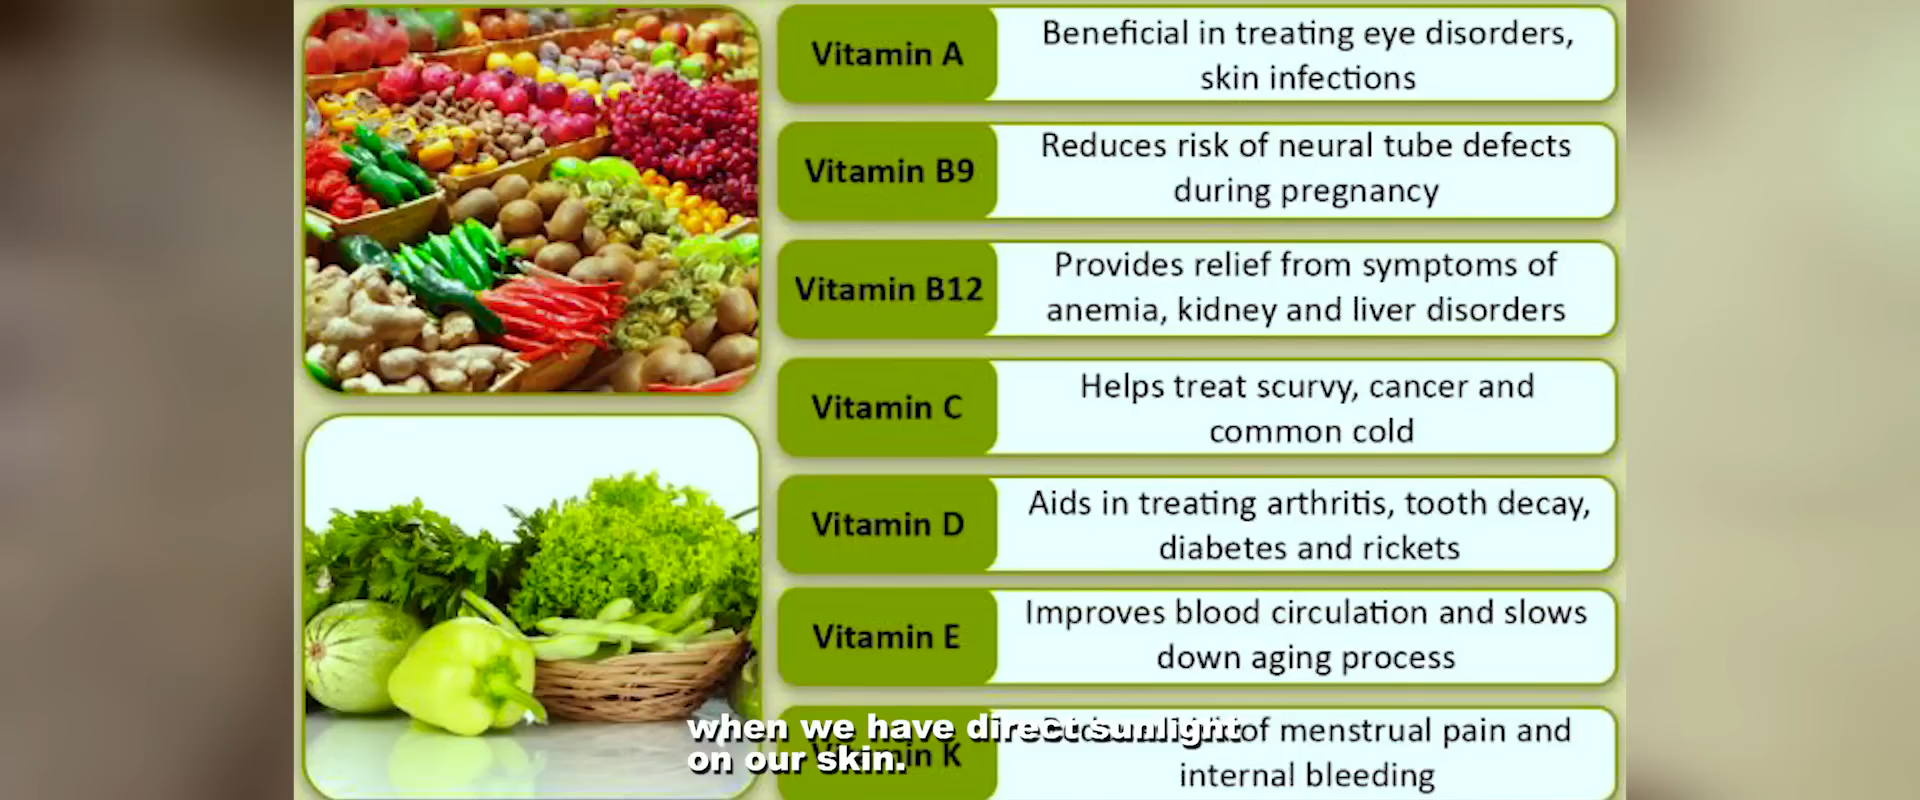 Vitamin A
Beneficial in treating eye disorders,
skin infections
Vitamin B9
Reduces risk of neural tube defects
during pregnancy
Vitamin B12
Provides relief from symptoms of
anemia, kidney and liver disorders
Vitamin C
Helps treat scurvy, cancer and
common cold
Vitamin D
Aids in treating arthritis, tooth decay,
diabetes and rickets
Vitamin E
Improves blood circulation and slows
down aging process
K
of menstrual pain and
internal bleeding
when we have direct sunlight
on our skin.